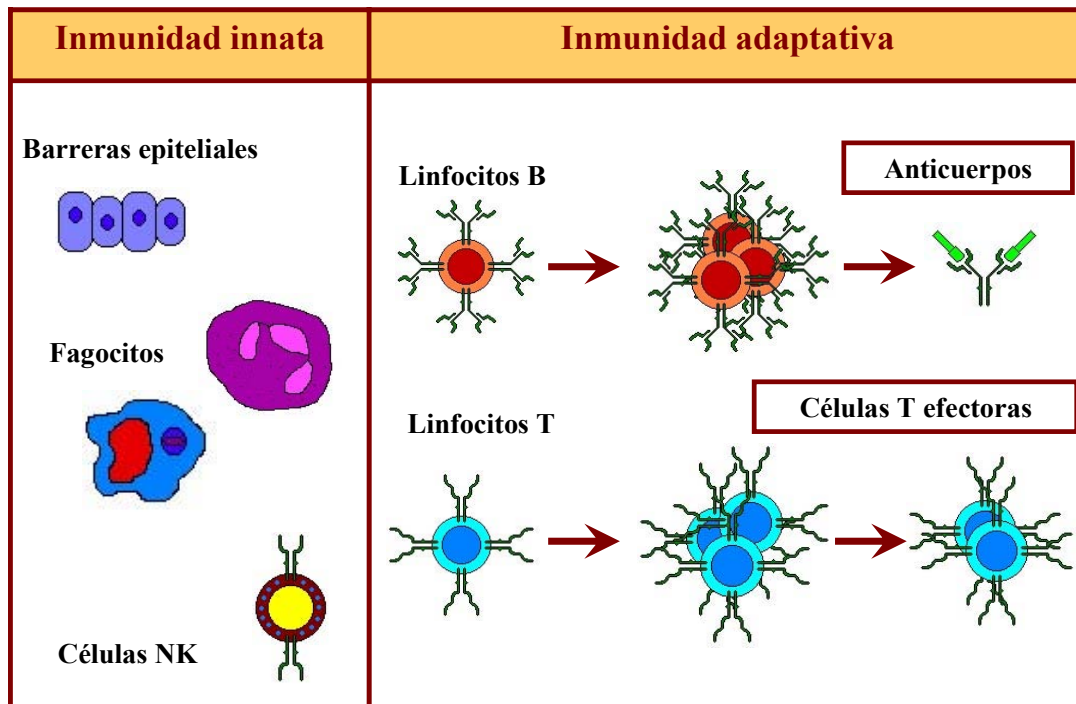 Inmunidad innata
Inmunidad adaptativa
Barreras epiteliales
Fagocitos
Células NK
Linfocitos B
Anticuerpos
Linfocitos T
Células T efectoras